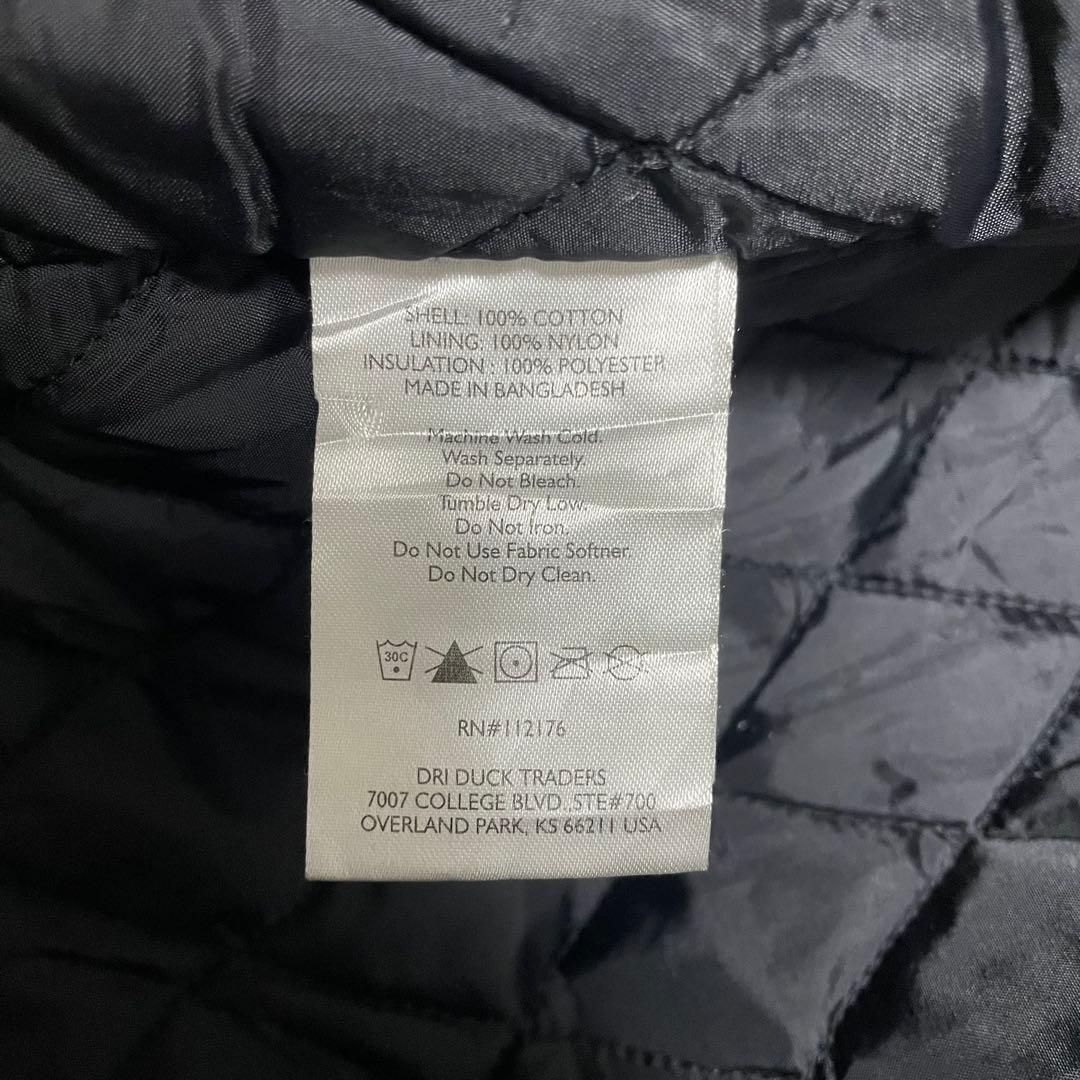 SHELL: 100% COTTON
LINING: 100% NYLON
INSULATION : 100% POLYESTER
MADE IN BANGLADESH
Machine Wash Cold.
Wash Separately.
Do Not Bleach.
Tumble Dry Low.
Do Not Iron.
Do Not Use Fabric Softner.
Do Not Dry Clean.
30C
RN#112176
DRI DUCK TRADERS
7007 COLLEGE BLVD., STE#700
OVERLAND PARK, KS 66211 USA